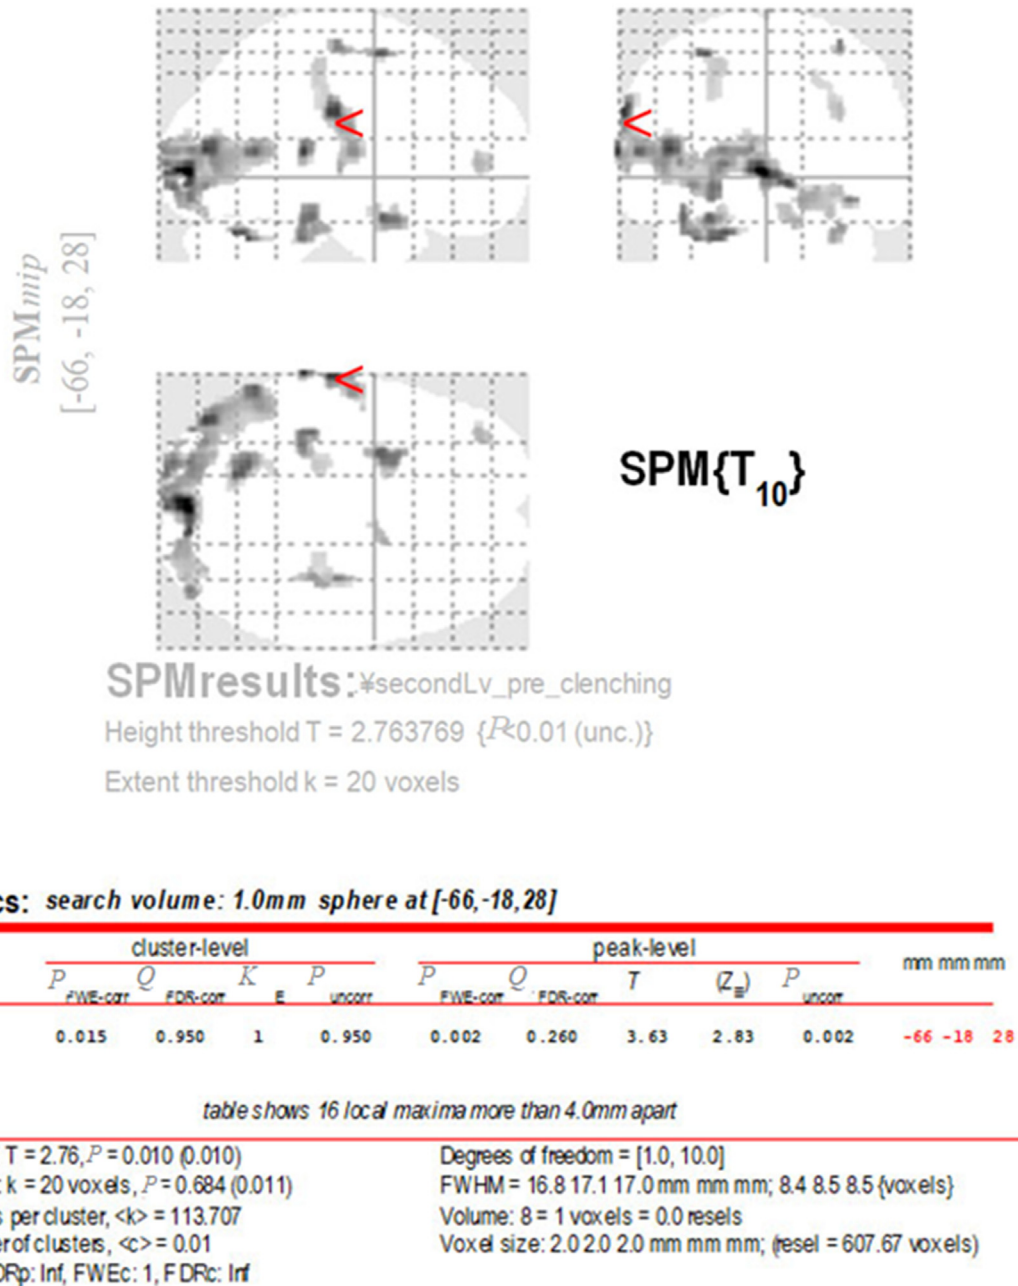 SPMmip
[-66, -18, 28]
<
<
<
SPM{T10}
SPMresults:.¥secondLv_pre_clenching
Height threshold T = 2.763769 {P<0.01 (unc.)}
Extent threshold k = 20 voxels
cs: search volume: 1.0mm sphere at [-66,-18,28]
cluster-level peak-level mm mm mm
P FWE-corr Q FDR-corr K E P uncorr P FWE-corr Q FDR-corr T (Z≡) P uncorr
0.015 0.950 1 0.950 0.002 0.260 3.63 2.83 0.002 -66 -18 28
table shows 16 local maxima more than 4.0mm apart
T = 2.76, P = 0.010 (0.010) Degrees of freedom = [1.0, 10.0]
k = 20 voxels, P = 0.684 (0.011) FWHM = 16.8 17.1 17.0 mm mm mm; 8.4 8.5 8.5 {voxels}
s per cluster, <k> = 113.707 Volume: 8 = 1 voxels = 0.0 resels
er of clusters, <c> = 0.01 Voxel size: 2.0 2.0 2.0 mm mm mm; (resel = 607.67 voxels)
DRp: Inf, FWEc: 1, FDRc: Inf